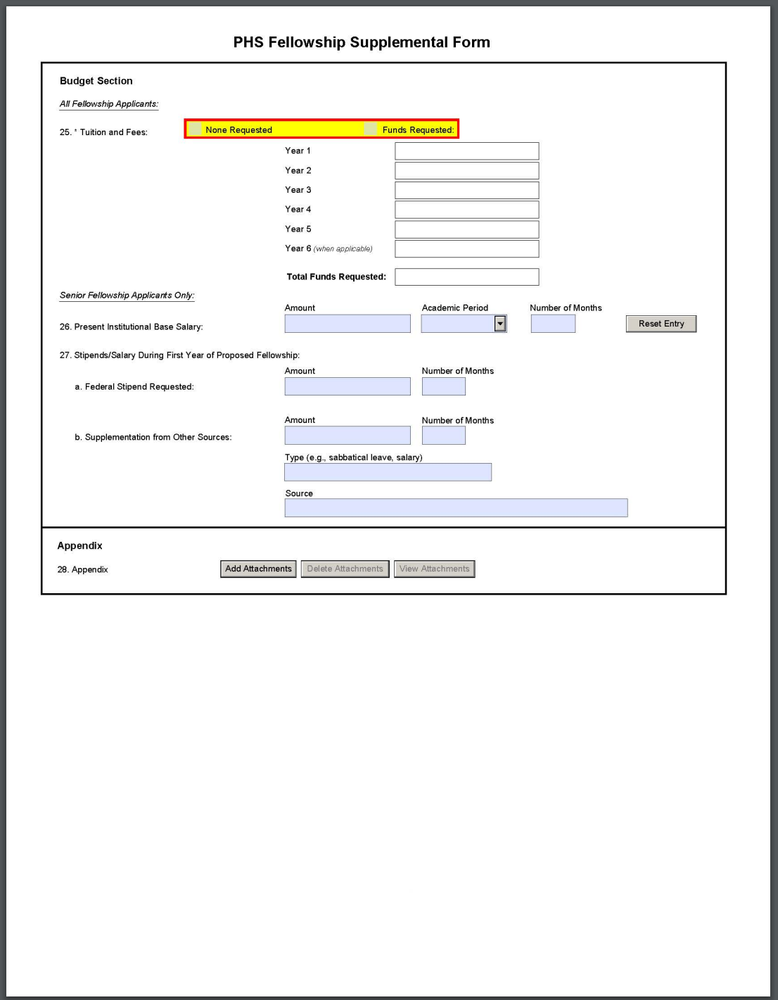 PHS Fellowship Supplemental Form
Budget Section
All Fellowship Applicants:
25. * Tuition and Fees:
None Requested
Funds Requested:
Year 1
Year 2
Year 3
Year 4
Year 5
Year 6 (when applicable)
Total Funds Requested:
Senior Fellowship Applicants Only:
Amount
Academic Period
Number of Months
26. Present Institutional Base Salary:
Reset Entry
27. Stipends/Salary During First Year of Proposed Fellowship:
Amount
Number of Months
a. Federal Stipend Requested:
Amount
Number of Months
b. Supplementation from Other Sources:
Type (e.g., sabbatical leave, salary)
Source
Appendix
28. Appendix
Add Attachments
Delete Attachments
View Attachments